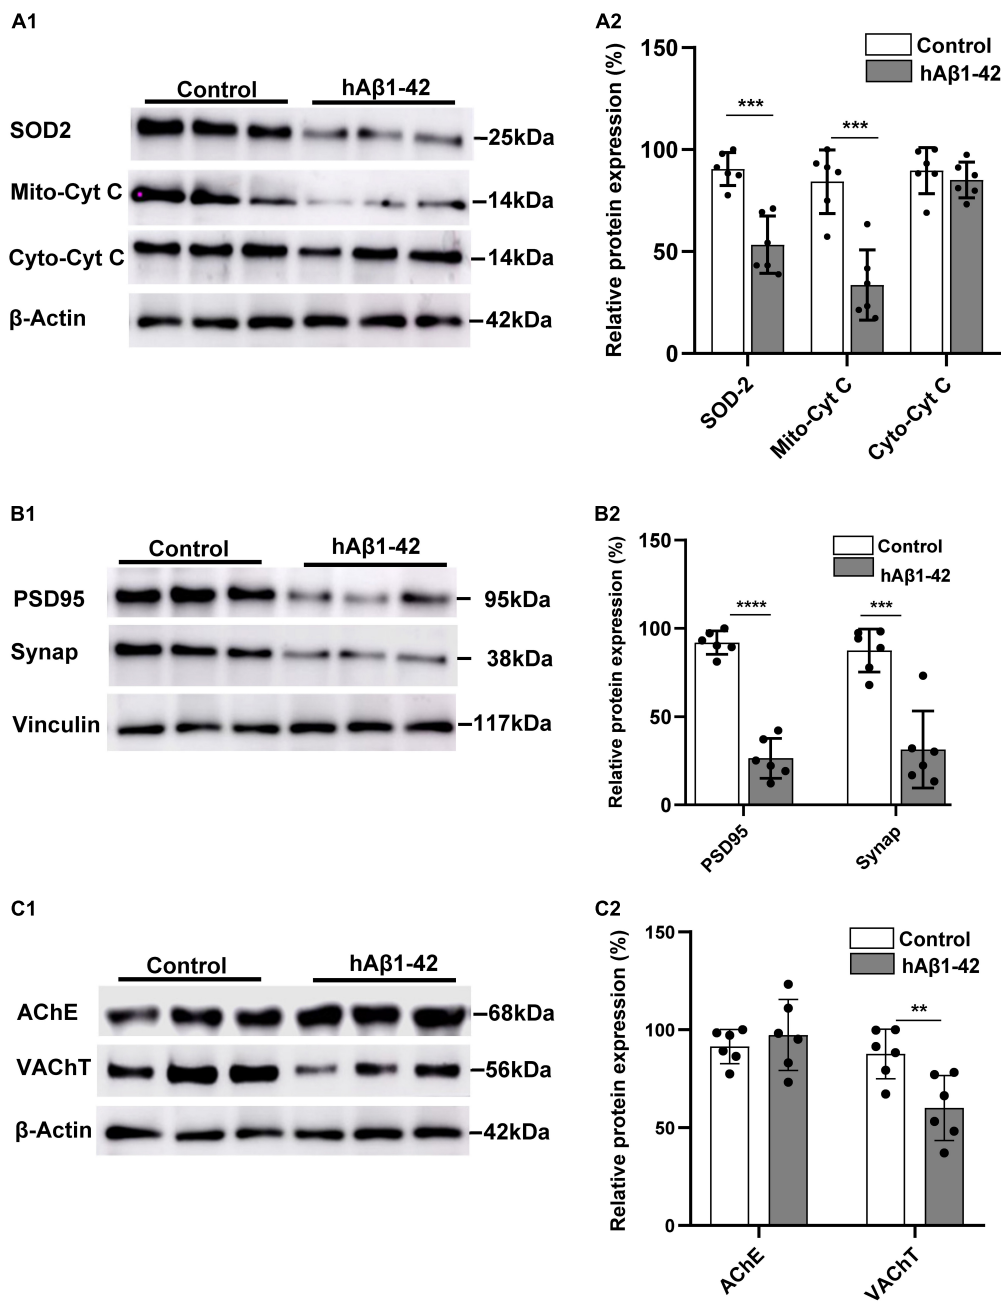 A1
Control
hAβ1-42
SOD2
25kDa
Mito-Cyt C
14kDa
Cyto-Cyt C
14kDa
β-Actin
42kDa
A2
Relative protein expression (%)
150
100
50
0
Control
hAβ1-42
***
***
SOD-2
Mito-Cyt C
Cyto-Cyt C
B1
Control
hAβ1-42
PSD95
95kDa
Synap
38kDa
Vinculin
117kDa
B2
Relative protein expression (%)
150
100
50
0
Control
hAβ1-42
****
***
PSD95
Synap
C1
Control
hAβ1-42
AChE
68kDa
VAChT
56kDa
β-Actin
42kDa
C2
Relative protein expression (%)
150
100
50
0
Control
hAβ1-42
**
AChE
VAChT